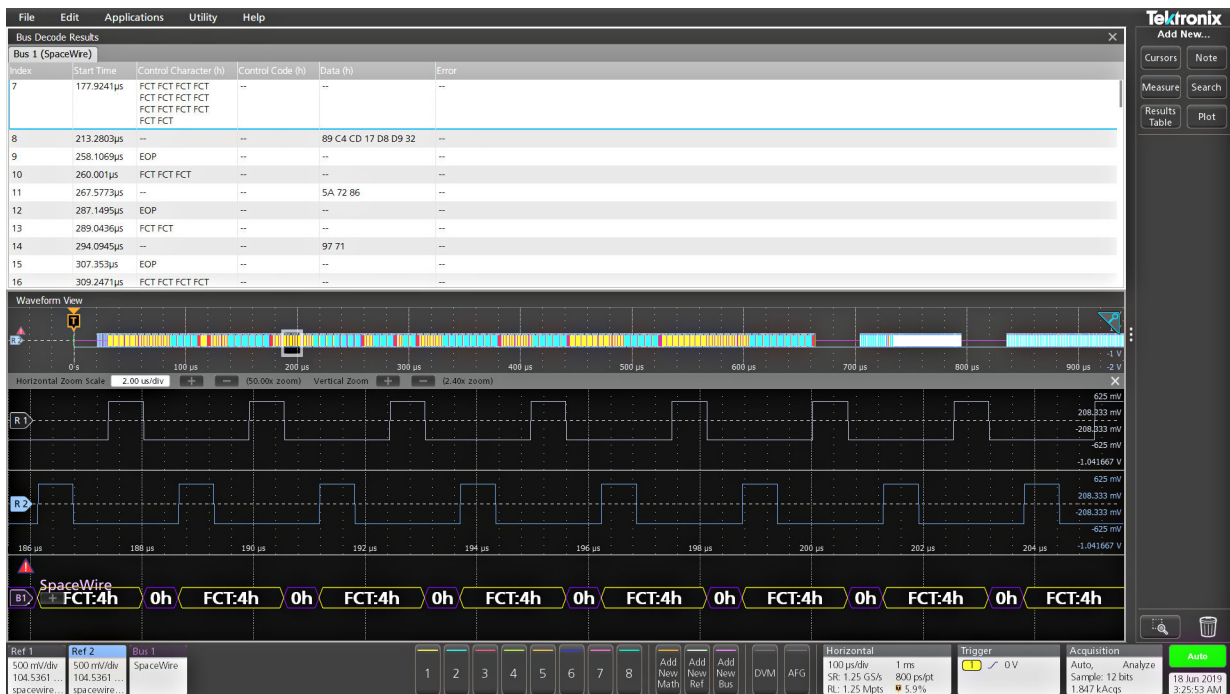 File Edit Applications Utility Help
Tektronix
Add New...
Bus Decode Results
Bus 1 (SpaceWire)
Cursors Note
Measure Search
Results Table Plot
Index Start Time Control Character (h) Control Code (h) Data (h) Error
7 177.9241µs FCT FCT FCT FCT -- -- --
FCT FCT FCT FCT
FCT FCT FCT FCT
FCT FCT
8 213.2803µs -- -- 89 C4 CD 17 D8 D9 32 --
9 258.1069µs EOP -- -- --
10 260.001µs FCT FCT FCT -- -- --
11 267.5773µs -- -- 5A 72 86 --
12 287.1495µs EOP -- -- --
13 289.0436µs FCT FCT -- -- --
14 294.0945µs -- -- 97 71 --
15 307.353µs EOP -- -- --
16 309.2471µs FCT FCT FCT FCT -- -- --
Waveform View
T
R2
-1 V
0 s 100 µs 200 µs 300 µs 400 µs 500 µs 600 µs 700 µs 800 µs 900 µs -2 V
Horizontal Zoom Scale 2.00 us/div + - (50.00x zoom) Vertical Zoom + - (2.40x zoom)
625 mV
R 1
208.333 mV
-208.333 mV
-625 mV
-1.041667 V
625 mV
R 2
208.333 mV
-208.333 mV
-625 mV
186 µs 188 µs 190 µs 192 µs 194 µs 196 µs 198 µs 200 µs 202 µs 204 µs -1.041667 V
SpaceWire
B1 + FCT:4h 0h FCT:4h 0h FCT:4h 0h FCT:4h 0h FCT:4h 0h FCT:4h 0h FCT:4h 0h FCT:4h
Ref 1
500 mV/div
104.5361 ...
spacewire...
Ref 2
500 mV/div
104.5361 ...
spacewire...
Bus 1
SpaceWire
1 2 3 4 5 6 7 8
Add New Math
Add New Ref
Add New Bus
DVM AFG
Horizontal
100 µs/div 1 ms
SR: 1.25 GS/s 800 ps/pt
RL: 1.25 Mpts 5.9%
Trigger
1 0 V
Acquisition
Auto, Analyze
Sample: 12 bits
1.847 kAcqs
Auto
18 Jun 2019
3:25:53 AM